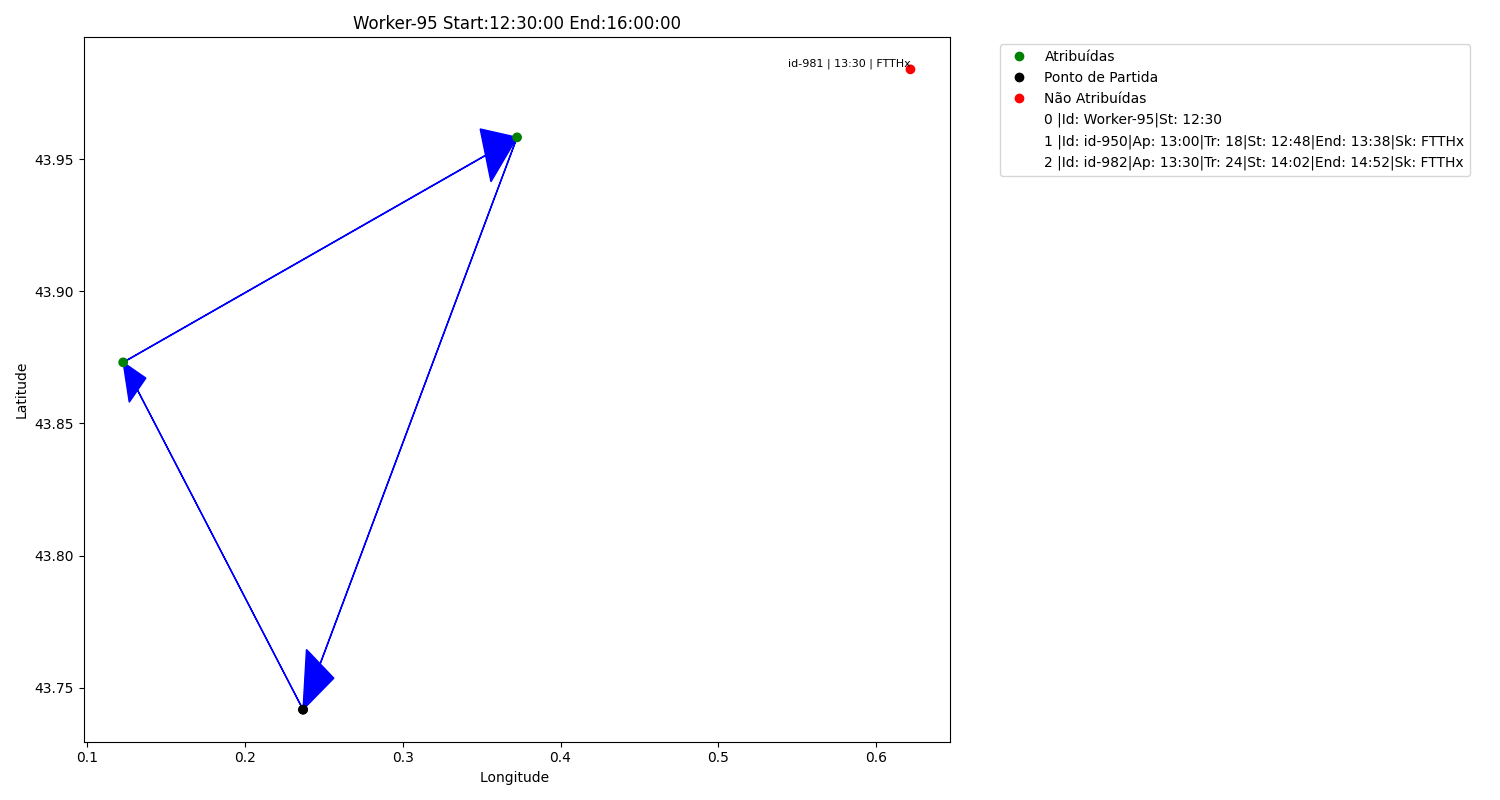 Worker-95 Start:12:30:00 End:16:00:00
id-981 | 13:30 | FTTHx
Atribuídas
Ponto de Partida
Não Atribuídas
0 |Id: Worker-95|St: 12:30
1 |Id: id-950|Ap: 13:00|Tr: 18|St: 12:48|End: 13:38|Sk: FTTHx
2 |Id: id-982|Ap: 13:30|Tr: 24|St: 14:02|End: 14:52|Sk: FTTHx
Latitude
43.95
43.90
43.85
43.80
43.75
0.1 0.2 0.3 0.4 0.5 0.6
Longitude